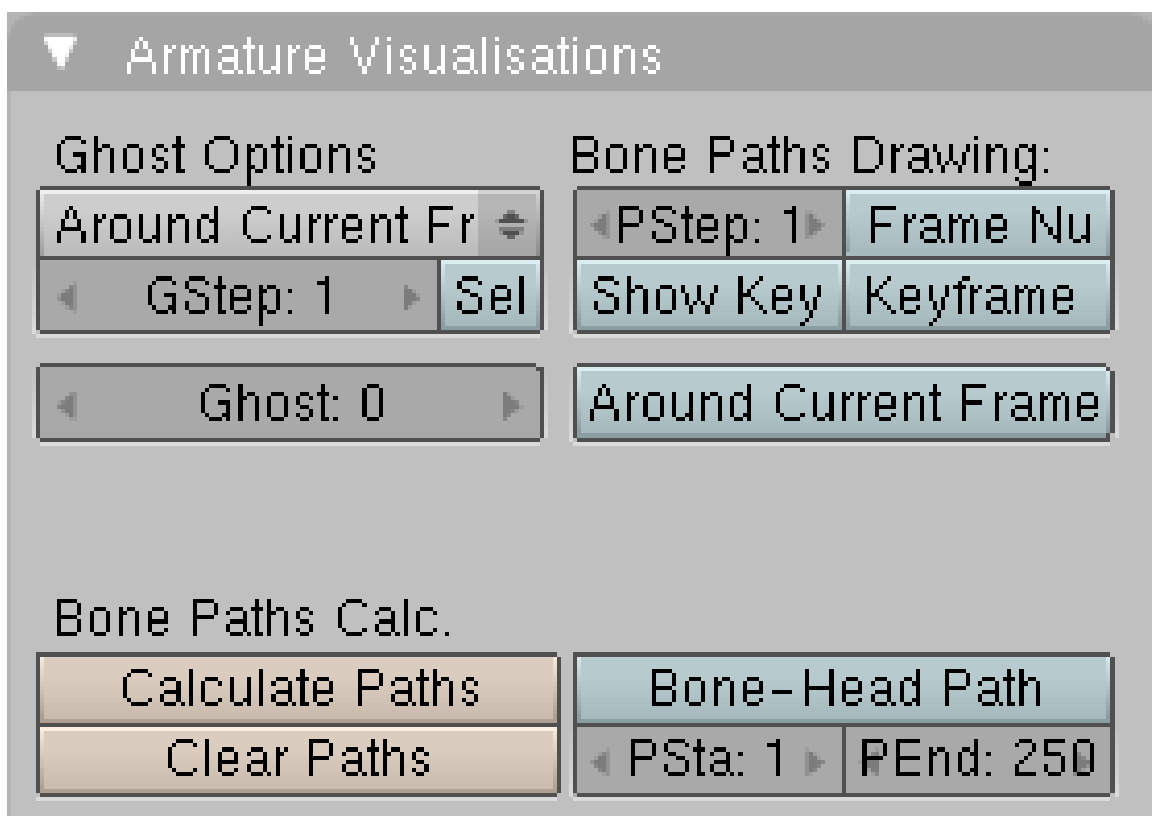 Armature Visualisations
Ghost Options
Around Current Fr
GStep: 1 Sel
Ghost: 0
Bone Paths Drawing:
PStep: 1 Frame Nu
Show Key Keyframe
Around Current Frame
Bone Paths Calc.
Calculate Paths
Clear Paths
Bone-Head Path
PSta: 1 PEnd: 250